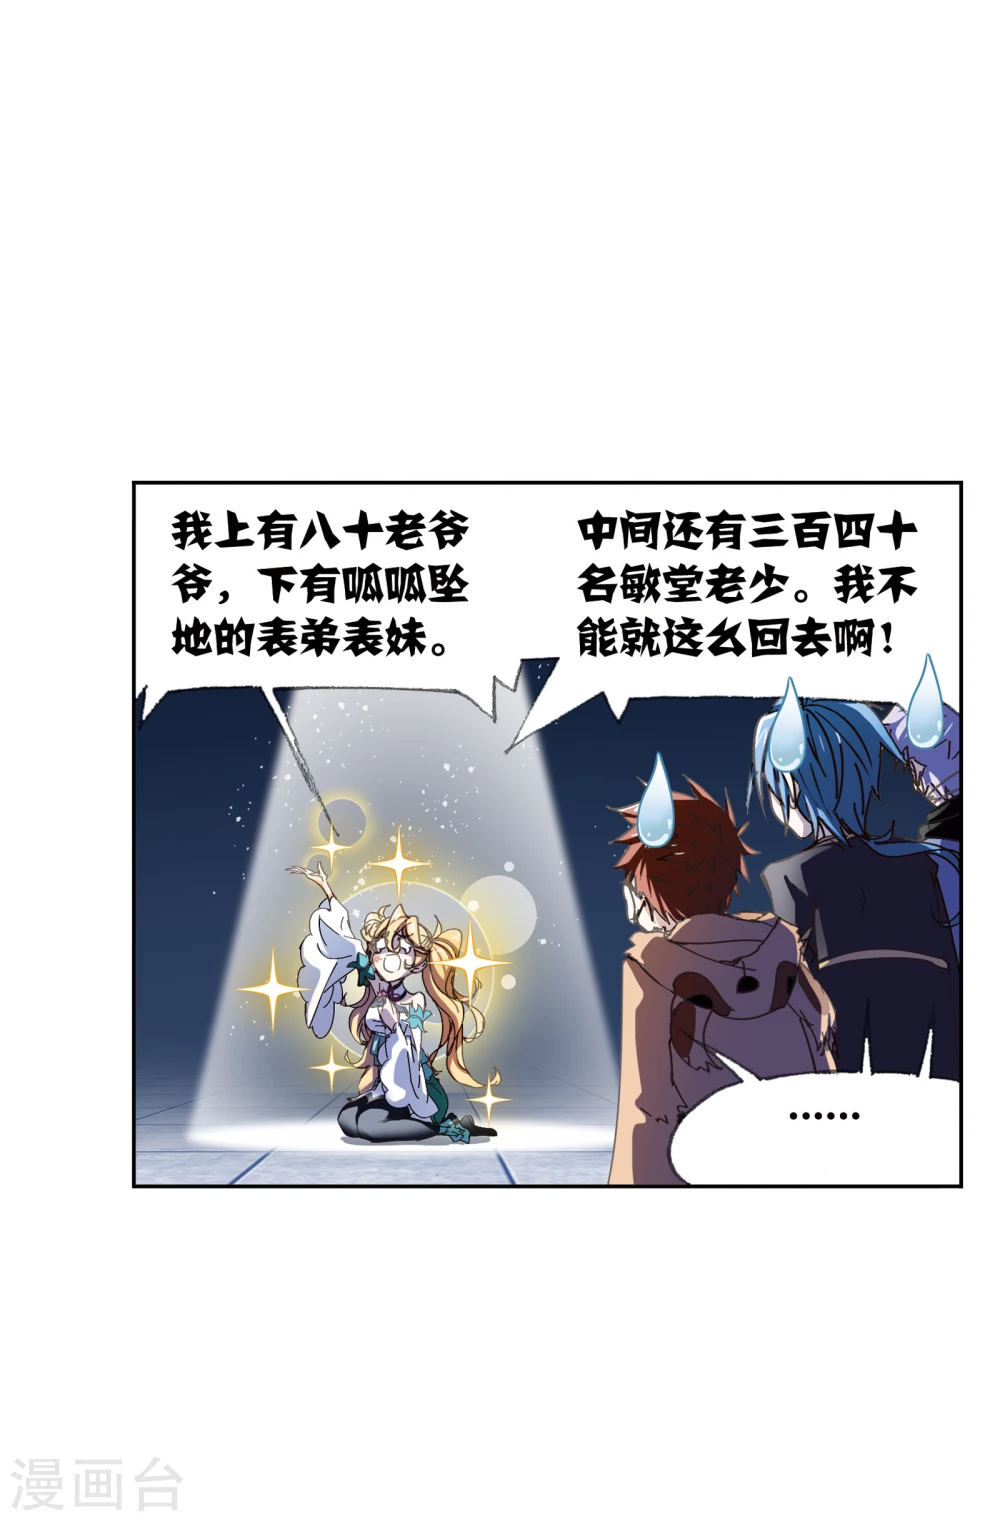 我上有八十老爷
爷，下有呱呱坠
地的表弟表妹。
中间还有三百四十
名敏堂老少。我不
能就这么回去啊！
……
漫画台